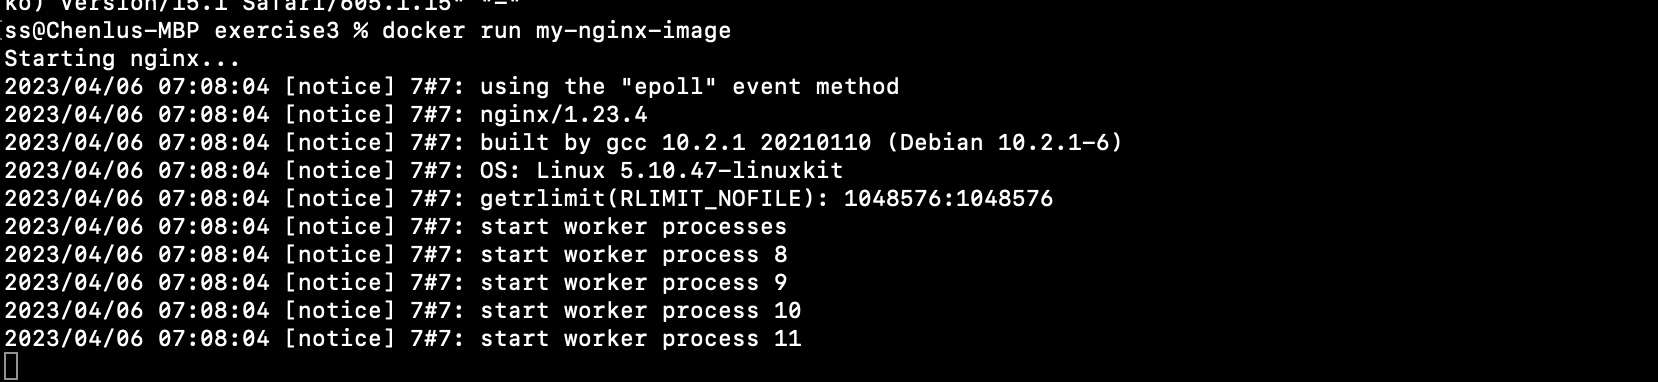 ko) Version/15.1 Safari/605.1.15" "-"
ss@Chenlus-MBP exercise3 % docker run my-nginx-image
Starting nginx...
2023/04/06 07:08:04 [notice] 7#7: using the "epoll" event method
2023/04/06 07:08:04 [notice] 7#7: nginx/1.23.4
2023/04/06 07:08:04 [notice] 7#7: built by gcc 10.2.1 20210110 (Debian 10.2.1-6)
2023/04/06 07:08:04 [notice] 7#7: OS: Linux 5.10.47-linuxkit
2023/04/06 07:08:04 [notice] 7#7: getrlimit(RLIMIT_NOFILE): 1048576:1048576
2023/04/06 07:08:04 [notice] 7#7: start worker processes
2023/04/06 07:08:04 [notice] 7#7: start worker process 8
2023/04/06 07:08:04 [notice] 7#7: start worker process 9
2023/04/06 07:08:04 [notice] 7#7: start worker process 10
2023/04/06 07:08:04 [notice] 7#7: start worker process 11